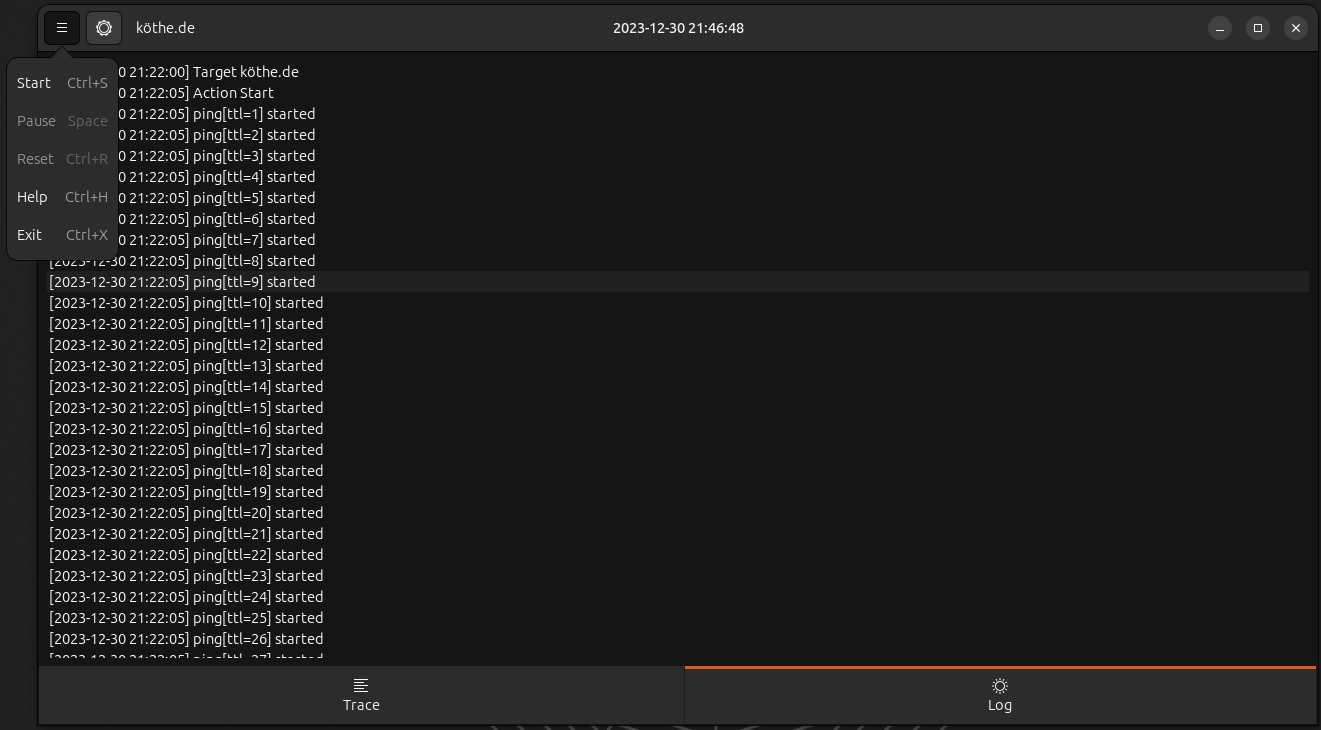 köthe.de
2023-12-30 21:46:48
Start Ctrl+S
Pause Space
Reset Ctrl+R
Help Ctrl+H
Exit Ctrl+X
0 21:22:00] Target köthe.de
0 21:22:05] Action Start
0 21:22:05] ping[ttl=1] started
0 21:22:05] ping[ttl=2] started
0 21:22:05] ping[ttl=3] started
0 21:22:05] ping[ttl=4] started
0 21:22:05] ping[ttl=5] started
0 21:22:05] ping[ttl=6] started
0 21:22:05] ping[ttl=7] started
[2023-12-30 21:22:05] ping[ttl=8] started
[2023-12-30 21:22:05] ping[ttl=9] started
[2023-12-30 21:22:05] ping[ttl=10] started
[2023-12-30 21:22:05] ping[ttl=11] started
[2023-12-30 21:22:05] ping[ttl=12] started
[2023-12-30 21:22:05] ping[ttl=13] started
[2023-12-30 21:22:05] ping[ttl=14] started
[2023-12-30 21:22:05] ping[ttl=15] started
[2023-12-30 21:22:05] ping[ttl=16] started
[2023-12-30 21:22:05] ping[ttl=17] started
[2023-12-30 21:22:05] ping[ttl=18] started
[2023-12-30 21:22:05] ping[ttl=19] started
[2023-12-30 21:22:05] ping[ttl=20] started
[2023-12-30 21:22:05] ping[ttl=21] started
[2023-12-30 21:22:05] ping[ttl=22] started
[2023-12-30 21:22:05] ping[ttl=23] started
[2023-12-30 21:22:05] ping[ttl=24] started
[2023-12-30 21:22:05] ping[ttl=25] started
[2023-12-30 21:22:05] ping[ttl=26] started
[2023-12-30 21:22:05] ping[ttl=27] started
Trace
Log